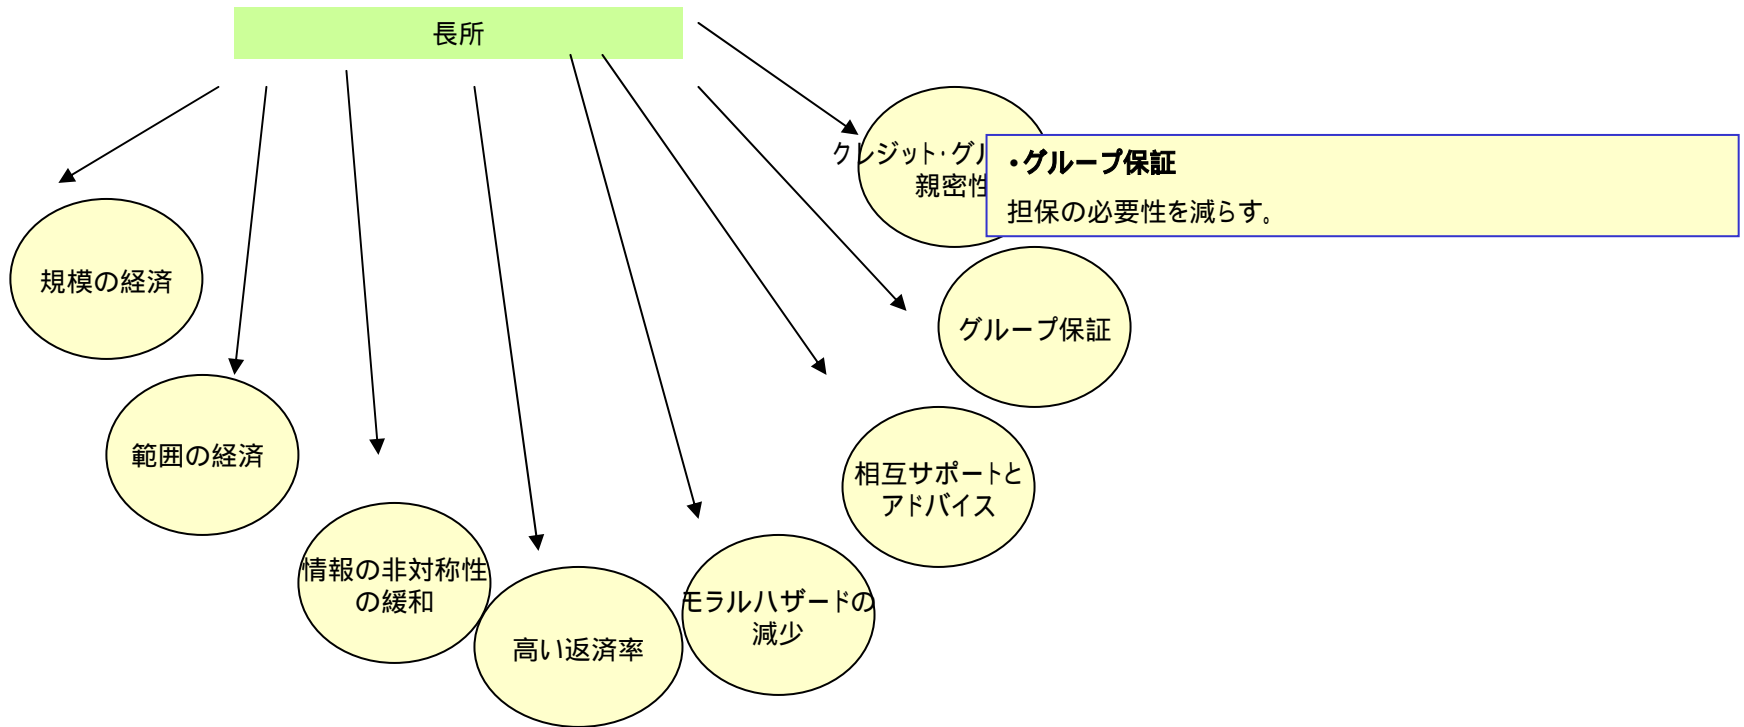 長所
クレジット・グル
親密性
・グループ保証
担保の必要性を減らす。
規模の経済
グループ保証
範囲の経済
相互サポートと
アドバイス
情報の非対称性
の緩和
モラルハザードの
減少
高い返済率